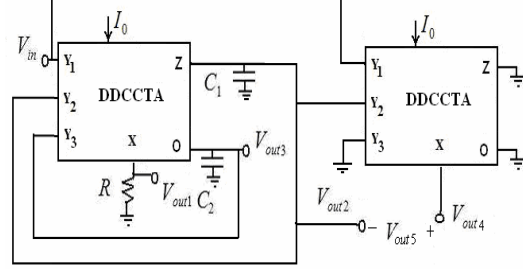 I0
I0
Vin
Y1
Z
C1
Y1
Z
Y2
DDCCTA
Y2
DDCCTA
Y3
X
O
Vout3
Y3
X
O
R
Vout1
C2
Vout2
Vout4
− Vout5 +